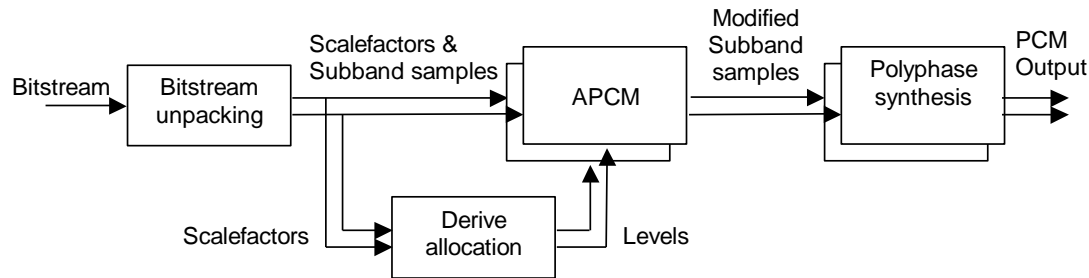 Bitstream
Bitstream
unpacking
Scalefactors &
Subband samples
APCM
Modified
Subband
samples
Polyphase
synthesis
PCM
Output
Scalefactors
Derive
allocation
Levels